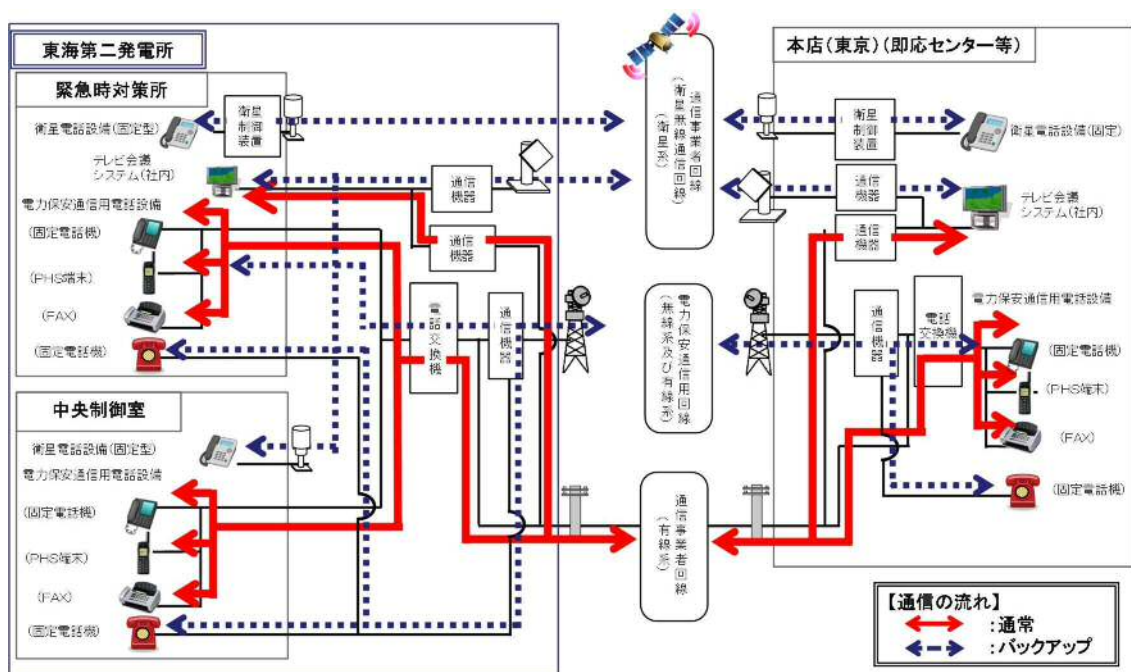 東海第二発電所
緊急時対策所
衛星電話設備(固定型)
衛星
制御
装置
テレビ会議
システム(社内)
通信
機器
電力保安通信用電話設備
(固定電話機)
通信
機器
(PHS端末)
(FAX)
(固定電話機)
電話交換機
通信機器
中央制御室
衛星電話設備(固定型)
電力保安通信用電話設備
(固定電話機)
(PHS端末)
(FAX)
(固定電話機)
通信事業者回線
(衛星無線通信回線)
(衛星系)
電力保安通信用回線
(無線系及び有線系)
通信事業者回線
(有線系)
本店(東京)(即応センター等)
衛星
制御
装置
衛星電話設備(固定)
通信
機器
テレビ会議
システム(社内)
通信
機器
通信機器
電話交換機
電力保安通信用電話設備
(固定電話機)
(PHS端末)
(FAX)
(固定電話機)
【通信の流れ】
:通常
:バックアップ